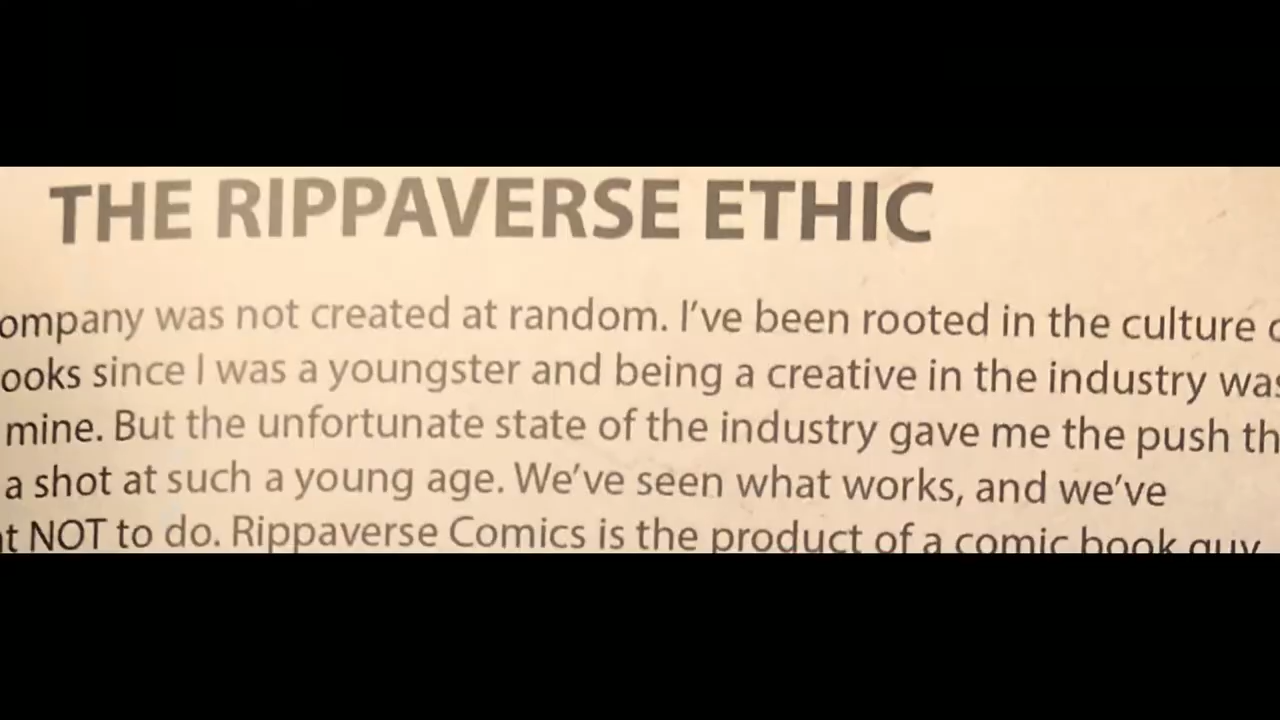 THE RIPPAVERSE ETHIC
ompany was not created at random. I've been rooted in the culture
ooks since I was a youngster and being a creative in the industry was
mine. But the unfortunate state of the industry gave me the push th
a shot at such a young age. We've seen what works, and we've
t NOT to do. Rippaverse Comics is the product of a comic book guy